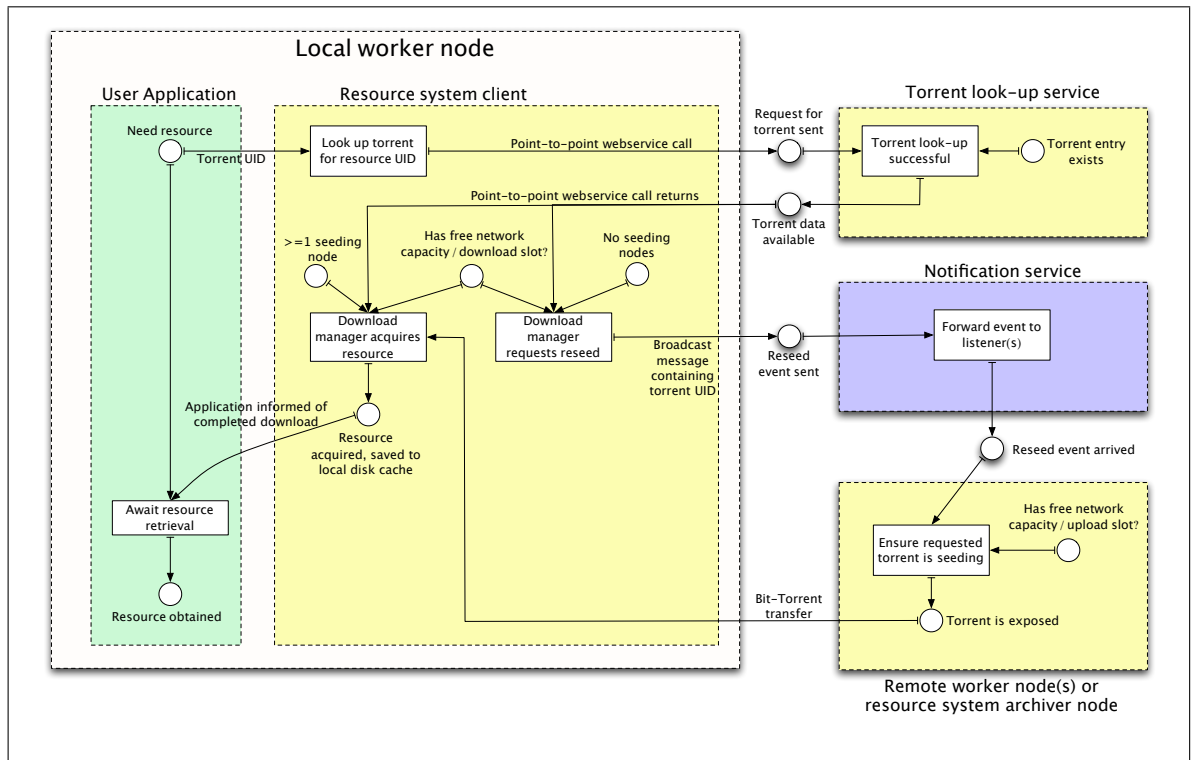 Local worker node
User Application
Resource system client
Torrent look-up service
Need resource
Torrent UID
Look up torrent
for resource UID
Point-to-point webservice call
Request for
torrent sent
Torrent look-up
successful
Torrent entry
exists
Point-to-point webservice call returns
Torrent data
available
>=1 seeding
node
Has free network
capacity / download slot?
No seeding
nodes
Notification service
Download
manager acquires
resource
Download
manager
requests reseed
Broadcast
message
containing
torrent UID
Reseed
event sent
Forward event to
listener(s)
Application informed of
completed download
Resource
acquired, saved to
local disk cache
Reseed event arrived
Await resource
retrieval
Has free network
capacity / upload slot?
Ensure requested
torrent is seeding
Resource obtained
Bit-Torrent
transfer
Torrent is exposed
Remote worker node(s) or
resource system archiver node